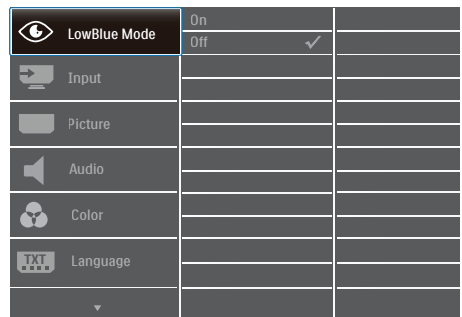 LowBlue Mode
On
Off
Input
Picture
Audio
Color
TXT
Language